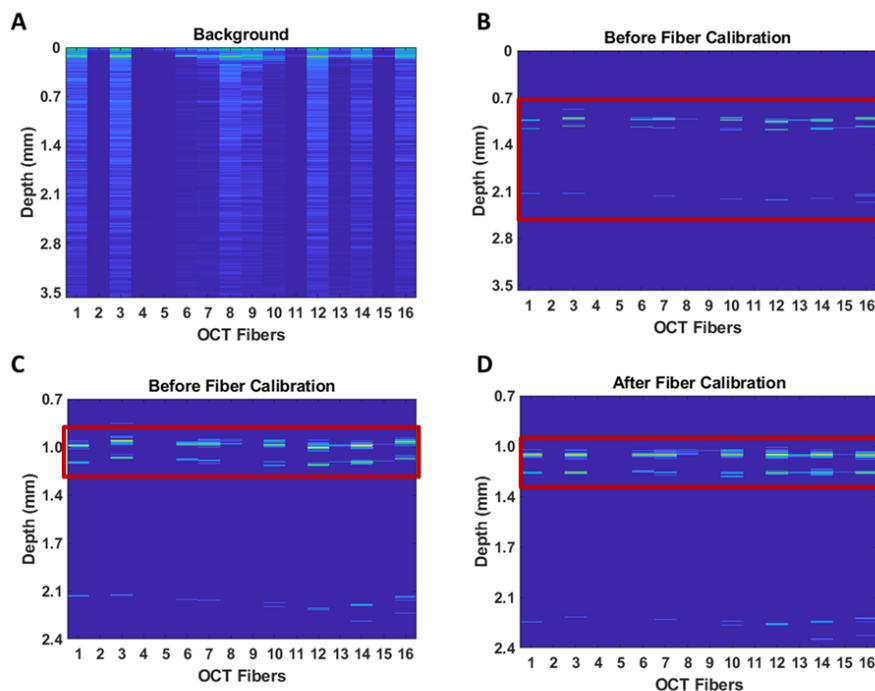 A
Background
0
0.7
1.4
2.1
2.8
3.5
Depth (mm)
1 2 3 4 5 6 7 8 9 10 11 12 13 14 15 16
OCT Fibers
B
Before Fiber Calibration
0
0.7
1.4
2.1
2.8
3.5
Depth (mm)
1 2 3 4 5 6 7 8 9 10 11 12 13 14 15 16
OCT Fibers
C
Before Fiber Calibration
0.7
1.0
1.4
1.7
2.1
2.4
Depth (mm)
1 2 3 4 5 6 7 8 9 10 11 12 13 14 15 16
OCT Fibers
D
After Fiber Calibration
0.7
1.0
1.4
1.7
2.1
2.4
Depth (mm)
1 2 3 4 5 6 7 8 9 10 11 12 13 14 15 16
OCT Fibers